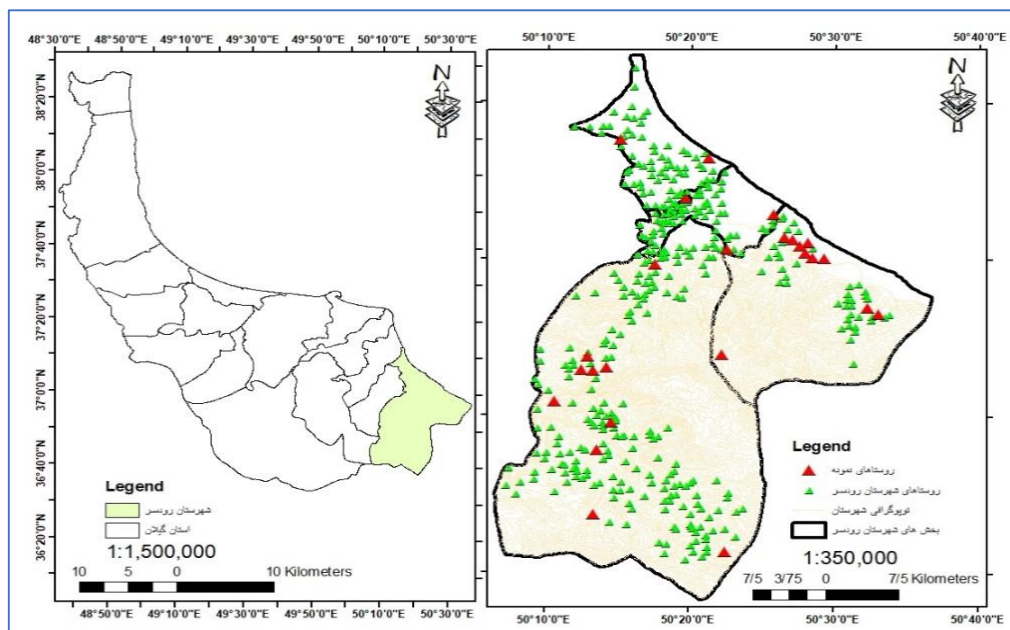 48°30'0"E 48°50'0"E 49°10'0"E 49°30'0"E 49°50'0"E 50°10'0"E 50°30'0"E
38°20'0"N
38°0'0"N
37°40'0"N
37°20'0"N
37°0'0"N
36°40'0"N
36°20'0"N
N
Legend
شهرستان رودسر
استان گیلان
1:1,500,000
10 5 0 10 Kilometers
48°50'0"E 49°10'0"E 49°30'0"E 49°50'0"E 50°10'0"E 50°30'0"E
50°10'0"E 50°20'0"E 50°30'0"E 50°40'0"E
N
Legend
روستاهای نمونه
روستاهای شهرستان رودسر
توپوگرافی شهرستان
بخش های شهرستان رودسر
1:350,000
7/5 3/75 0 7/5 Kilometers
50°10'0"E 50°20'0"E 50°30'0"E 50°40'0"E